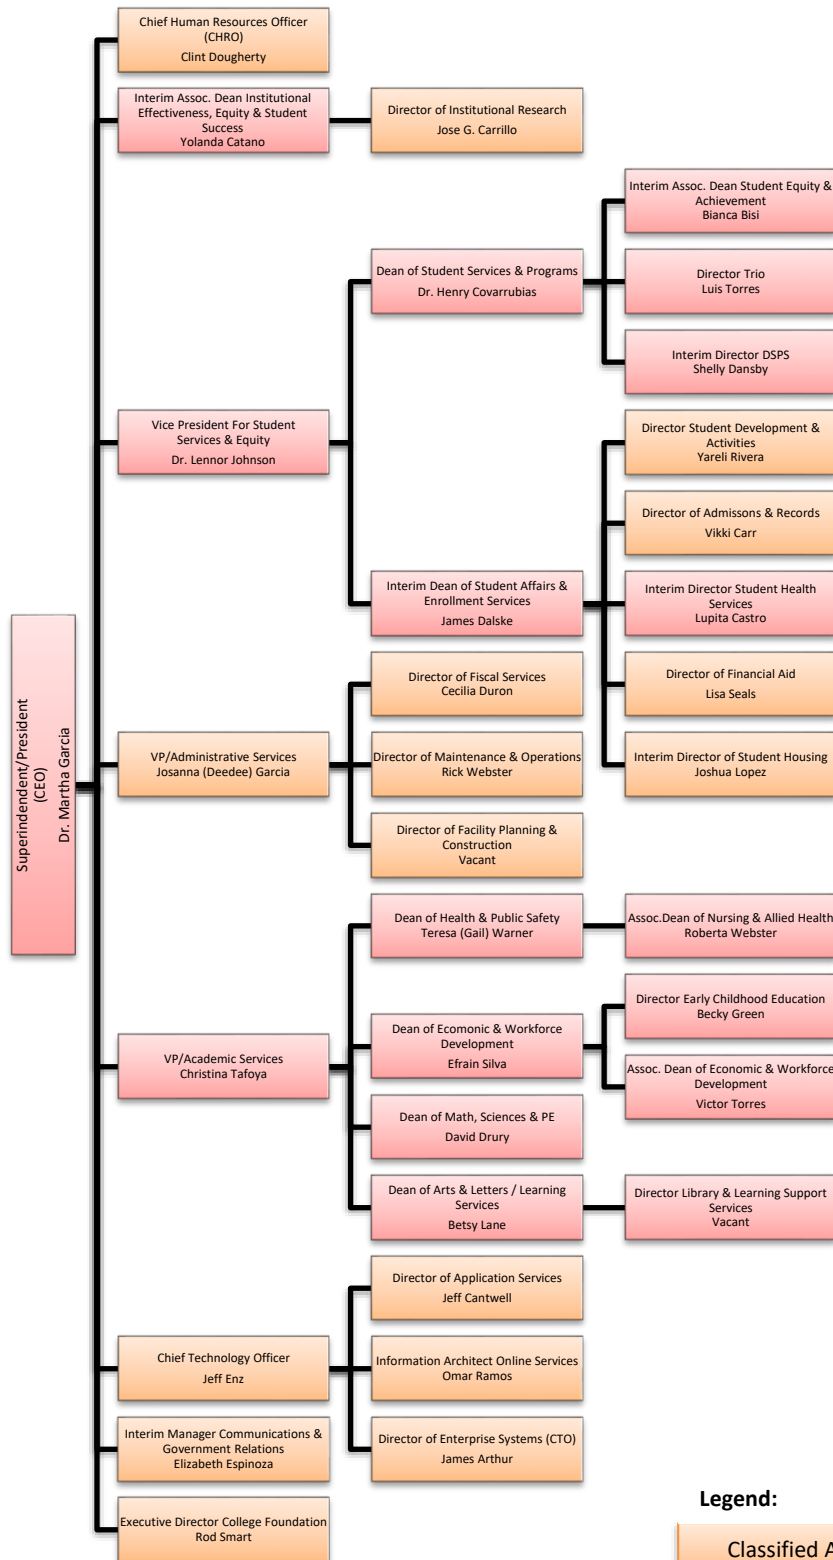 Chief Human Resources Officer
(CHRO)
Clint Dougherty
Interim Assoc. Dean Institutional
Effectiveness, Equity & Student
Success
Yolanda Catano
Director of Institutional Research
Jose G. Carrillo
Interim Assoc. Dean Student Equity &
Achievement
Bianca Bisi
Dean of Student Services & Programs
Dr. Henry Covarrubias
Director Trio
Luis Torres
Interim Director DSPS
Shelly Dansby
Vice President For Student
Services & Equity
Dr. Lennor Johnson
Director Student Development &
Activities
Yareli Rivera
Director of Admissons & Records
Vikki Carr
Interim Dean of Student Affairs &
Enrollment Services
James Dalske
Interim Director Student Health
Services
Lupita Castro
Superindendent/President
(CEO)
Dr. Martha Garcia
Director of Fiscal Services
Cecilia Duron
Director of Financial Aid
Lisa Seals
VP/Administrative Services
Josanna (Deedee) Garcia
Director of Maintenance & Operations
Rick Webster
Interim Director of Student Housing
Joshua Lopez
Director of Facility Planning &
Construction
Vacant
Dean of Health & Public Safety
Teresa (Gail) Warner
Assoc.Dean of Nursing & Allied Health
Roberta Webster
Director Early Childhood Education
Becky Green
Dean of Ecomonic & Workforce
Development
Efrain Silva
VP/Academic Services
Christina Tafoya
Assoc. Dean of Economic & Workforce
Development
Victor Torres
Dean of Math, Sciences & PE
David Drury
Dean of Arts & Letters / Learning
Services
Betsy Lane
Director Library & Learning Support
Services
Vacant
Director of Application Services
Jeff Cantwell
Chief Technology Officer
Jeff Enz
Information Architect Online Services
Omar Ramos
Interim Manager Communications &
Government Relations
Elizabeth Espinoza
Director of Enterprise Systems (CTO)
James Arthur
Executive Director College Foundation
Rod Smart
Legend:
Classified A